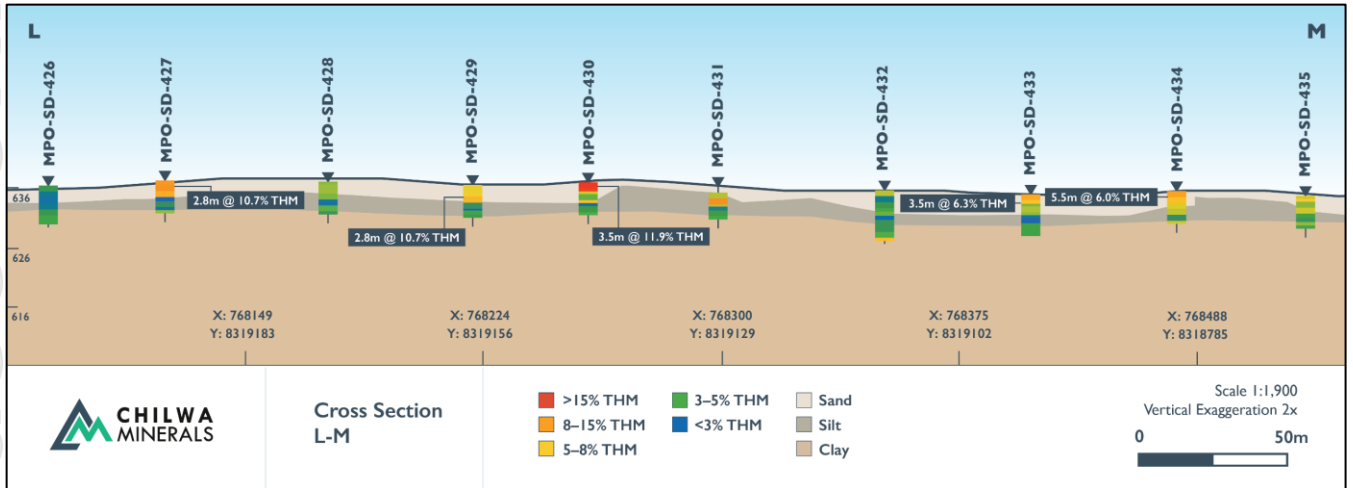 L
M
MPO-SD-426
MPO-SD-427
MPO-SD-428
MPO-SD-429
MPO-SD-430
MPO-SD-431
MPO-SD-432
MPO-SD-433
MPO-SD-434
MPO-SD-435
636
626
616
2.8m @ 10.7% THM
2.8m @ 10.7% THM
3.5m @ 11.9% THM
3.5m @ 6.3% THM
5.5m @ 6.0% THM
X: 768149
Y: 8319183
X: 768224
Y: 8319156
X: 768300
Y: 8319129
X: 768375
Y: 8319102
X: 768488
Y: 8318785
CHILWA
MINERALS
Cross Section
L-M
>15% THM
8–15% THM
5–8% THM
3–5% THM
<3% THM
Sand
Silt
Clay
Scale 1:1,900
Vertical Exaggeration 2x
0 50m